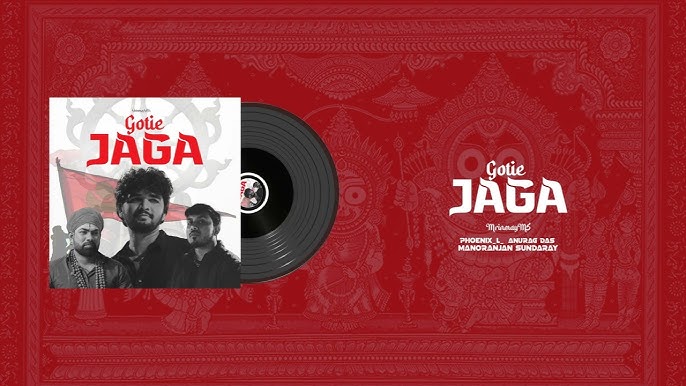 MrinmayMS
Gotie
JAGA
Gotie
JAGA
MrinmayMS
PHOENIX_L_ ANURAG DAS
MANORANJAN SUNDARAY